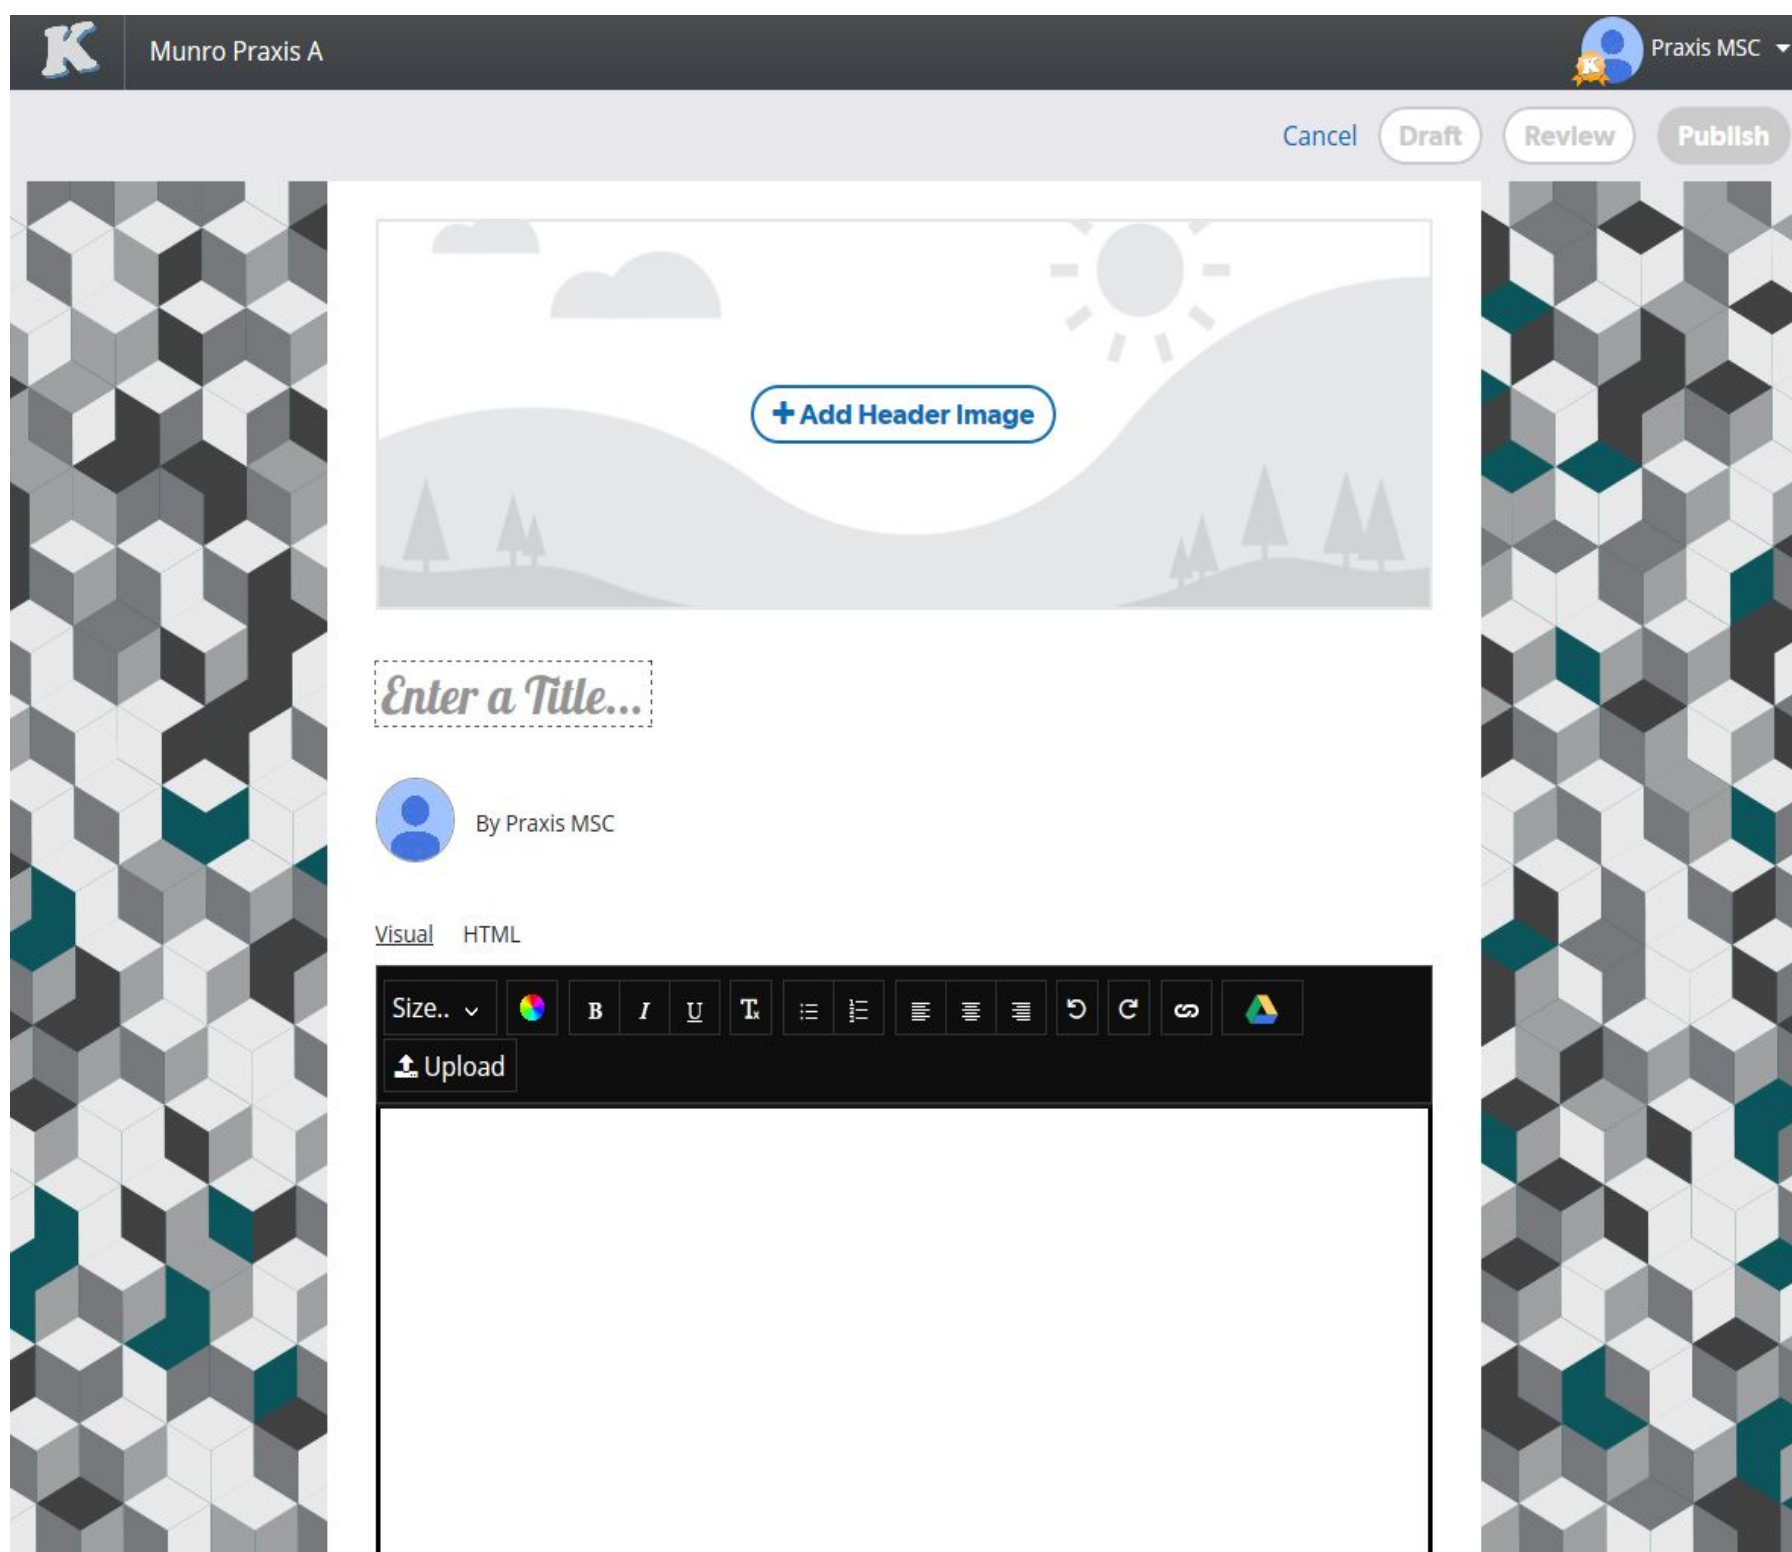 K
Munro Praxis A
K
Praxis MSC
Cancel
Draft
Review
Publish
+ Add Header Image
Enter a Title...
By Praxis MSC
Visual
HTML
Size..
B
I
U
Tx
Upload